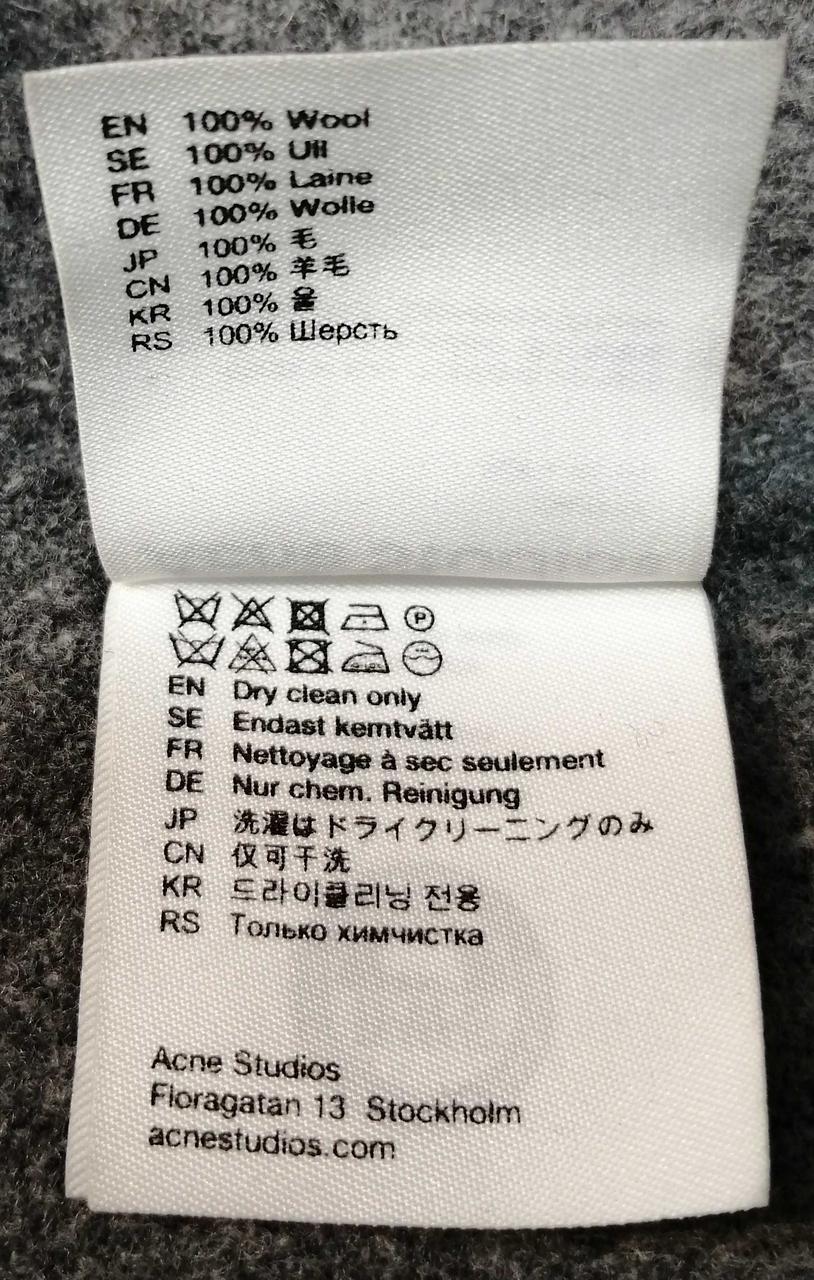 EN 100% Wool
SE 100% Ull
FR 100% Laine
DE 100% Wolle
JP 100% 毛
CN 100% 羊毛
KR 100% 울
RS 100% Шерсть
P
EN Dry clean only
SE Endast kemtvätt
FR Nettoyage à sec seulement
DE Nur chem. Reinigung
JP 洗濯はドライクリーニングのみ
CN 仅可干洗
KR 드라이클리닝 전용
RS Только химчистка
Acne Studios
Floragatan 13 Stockholm
acnestudios.com